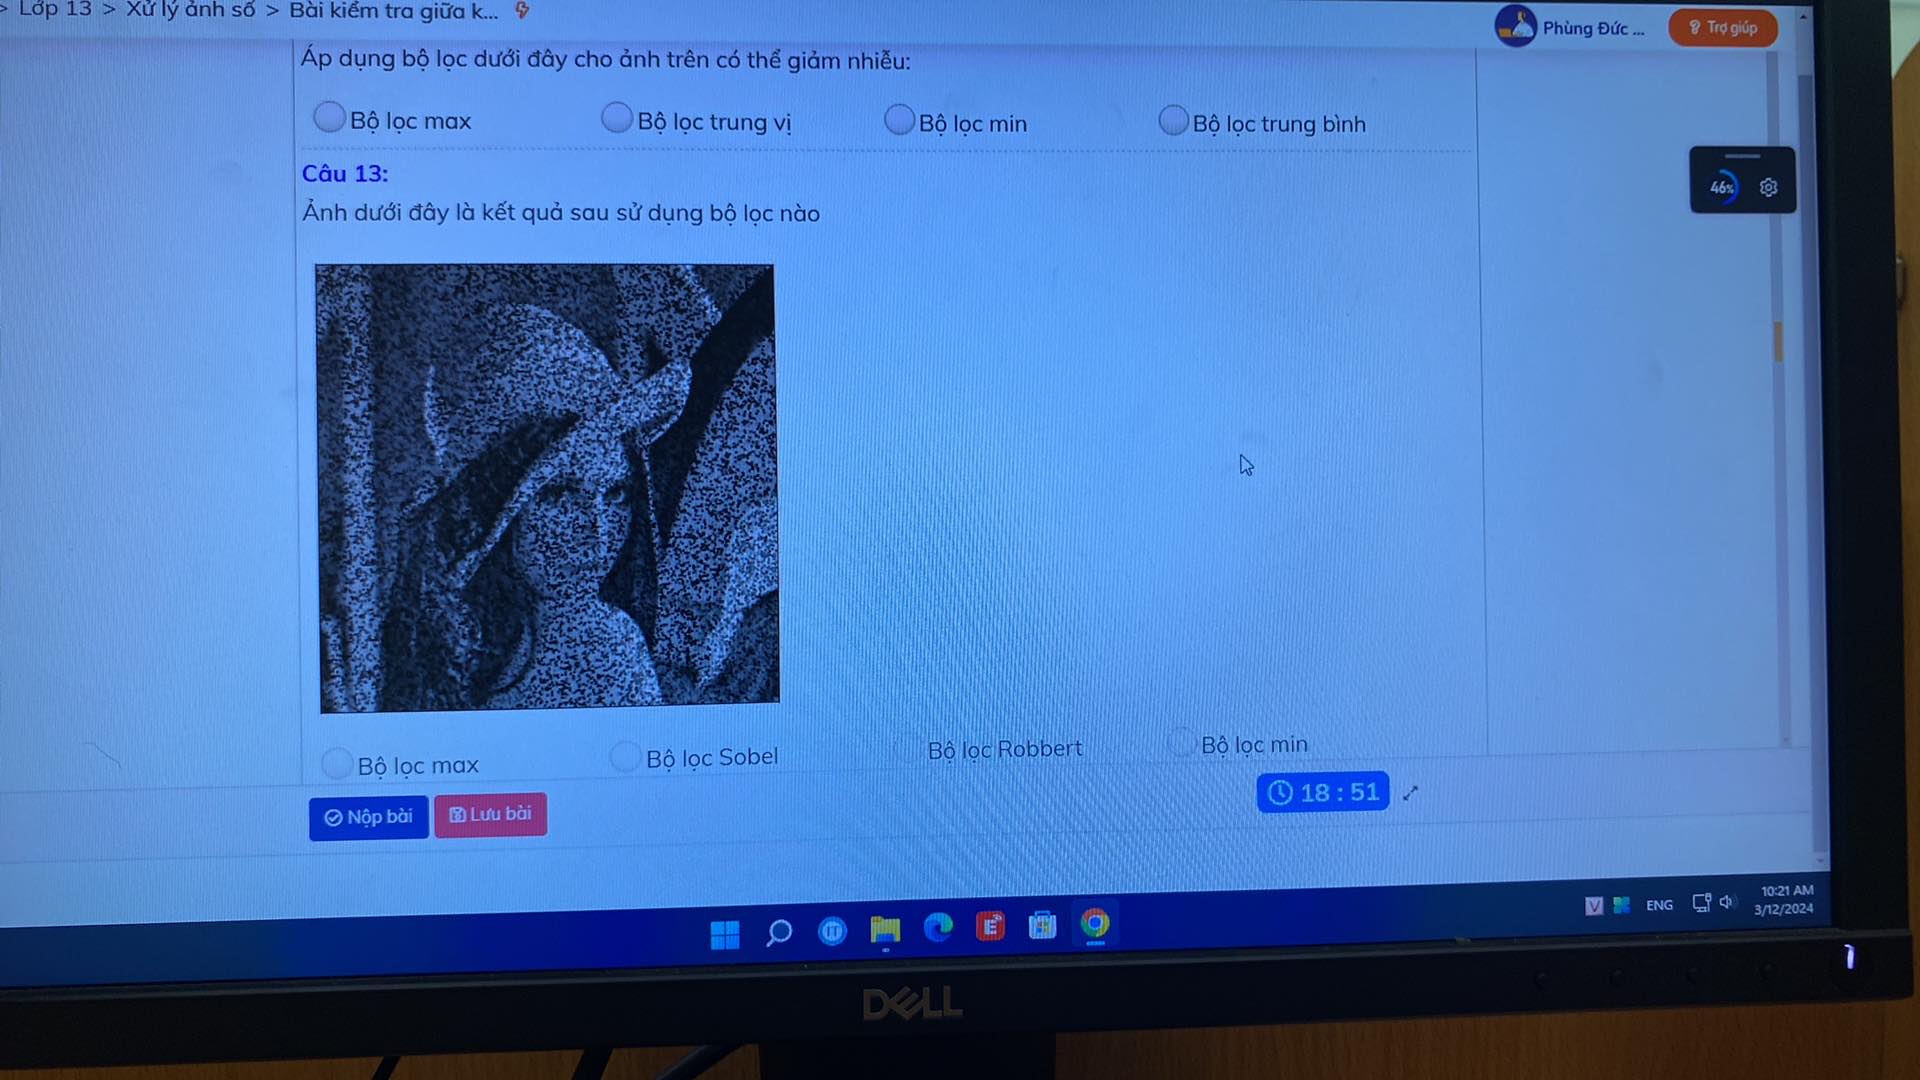 > Lớp 13 > Xử lý ảnh số > Bài kiểm tra giữa k...
Phùng Đức ...
Trợ giúp
Áp dụng bộ lọc dưới đây cho ảnh trên có thể giảm nhiễu:
Bộ lọc max
Bộ lọc trung vị
Bộ lọc min
Bộ lọc trung bình
Câu 13:
46%
Ảnh dưới đây là kết quả sau sử dụng bộ lọc nào
Bộ lọc max
Bộ lọc Sobel
Bộ lọc Robbert
Bộ lọc min
Nộp bài
Lưu bài
18 : 51
IT
E
V
ENG
10:21 AM
3/12/2024
DELL